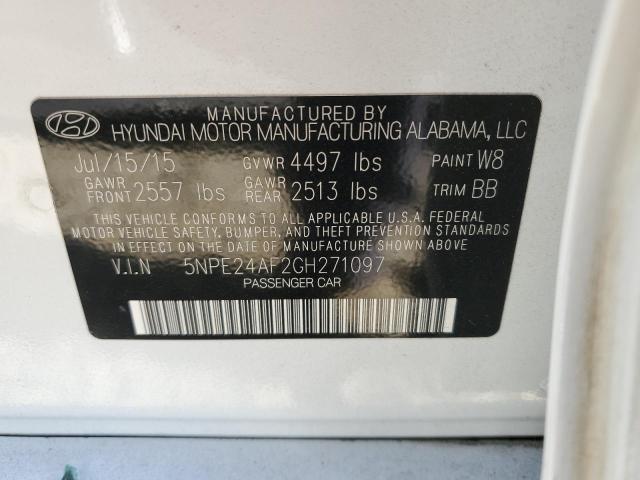 MANUFACTURED BY
HYUNDAI MOTOR MANUFACTURING ALABAMA, LLC
Jul/15/15 GVWR 4497 lbs PAINT W8
GAWR FRONT 2557 lbs GAWR REAR 2513 lbs TRIM BB
THIS VEHICLE CONFORMS TO ALL APPLICABLE U.S.A. FEDERAL
MOTOR VEHICLE SAFETY, BUMPER, AND THEFT PREVENTION
STANDARDS IN EFFECT ON THE DATE OF MANUFACTURE SHOWN ABOVE.
V.I.N 5NPE24AF2GH271097
PASSENGER CAR